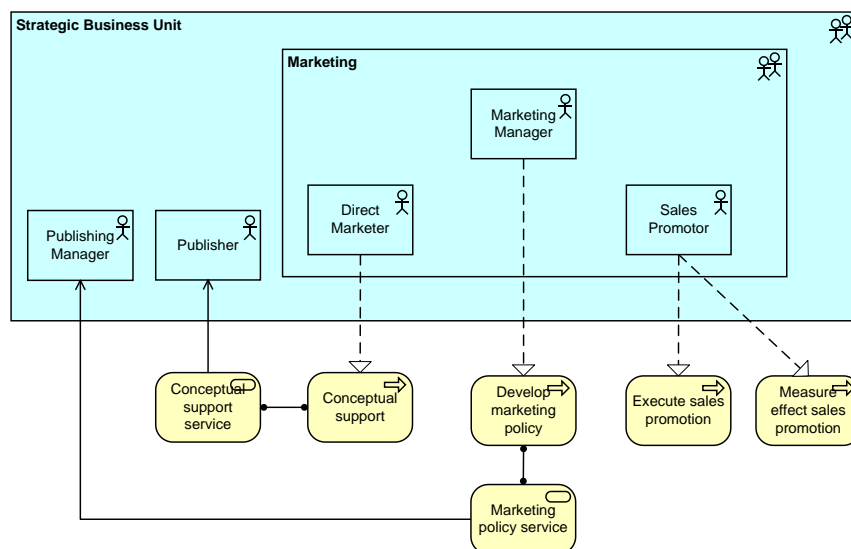 Strategic Business Unit
Marketing
Marketing
Manager
Direct
Marketer
Sales
Promotor
Publishing
Manager
Publisher
Conceptual
support
service
Conceptual
support
Develop
marketing
policy
Execute sales
promotion
Measure
effect sales
promotion
Marketing
policy service